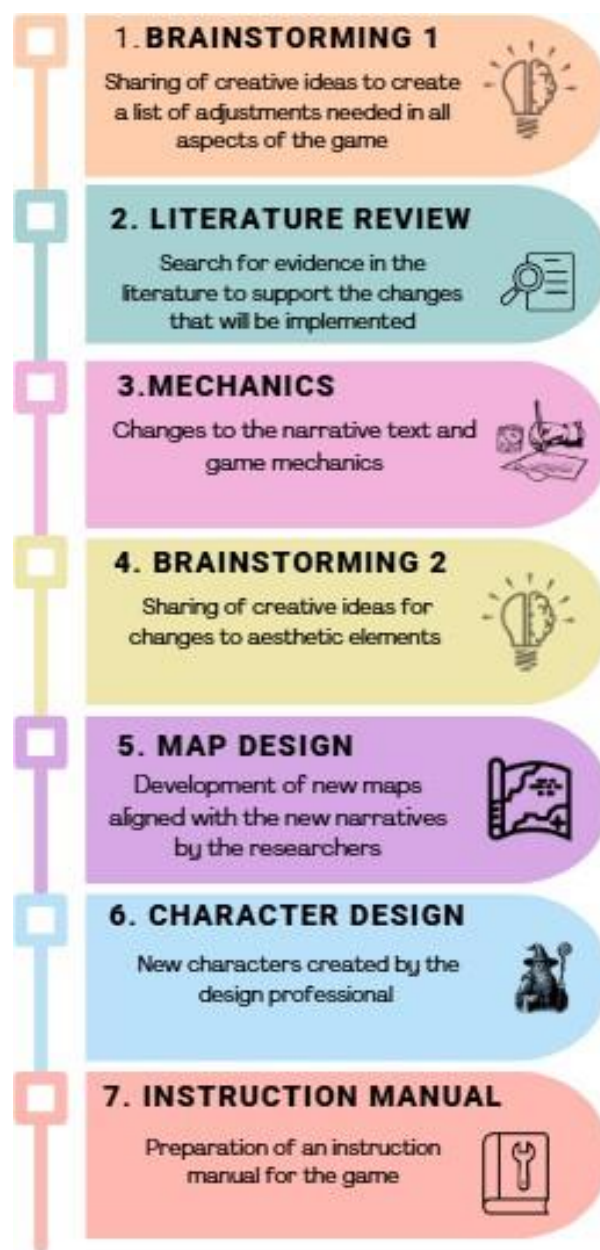 1.BRAINSTORMING 1
Sharing of creative ideas to create
a list of adjustments needed in all
aspects of the game
2. LITERATURE REVIEW
Search for evidence in the
literature to support the changes
that will be implemented
3.MECHANICS
Changes to the narrative text and
game mechanics
4. BRAINSTORMING 2
Sharing of creative ideas for
changes to aesthetic elements
5. MAP DESIGN
Development of new maps
aligned with the new narratives
by the researchers
6. CHARACTER DESIGN
New characters created by the
design professional
7. INSTRUCTION MANUAL
Preparation of an instruction
manual for the game